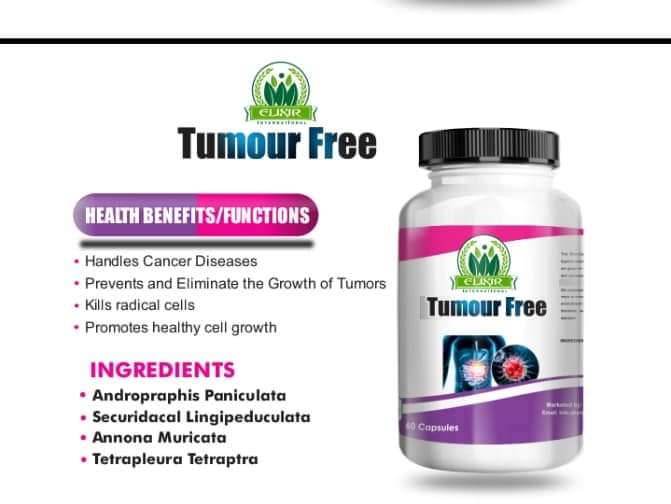 ELIXIR
INTERNATIONAL
Tumour Free
HEALTH BENEFITS/FUNCTIONS
• Handles Cancer Diseases
• Prevents and Eliminate the Growth of Tumors
• Kills radical cells
• Promotes healthy cell growth
INGREDIENTS
• Andropraphis Paniculata
• Securidacal Lingipeduculata
• Annona Muricata
• Tetrapleura Tetraptra
ELIXIR
INTERNATIONAL
Tumour Free
60 Capsules